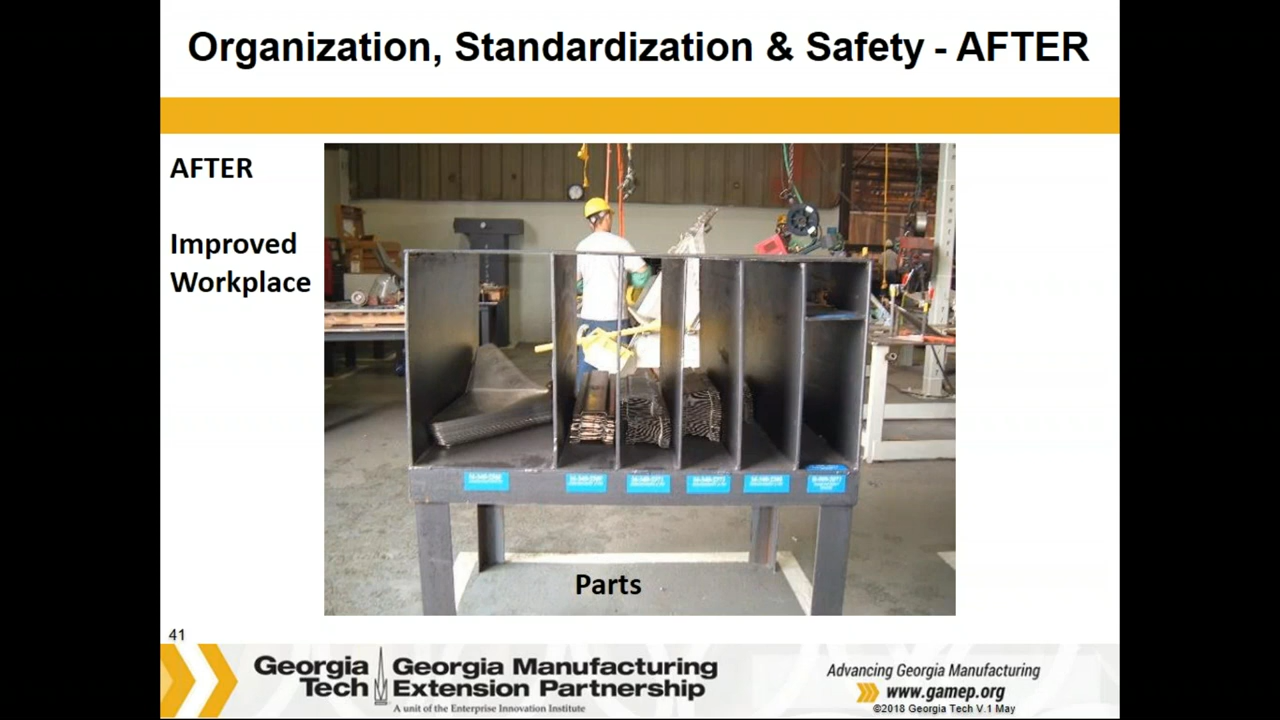 Organization, Standardization & Safety - AFTER
AFTER
Improved
Workplace
Parts
41
Georgia
Tech
Georgia Manufacturing
Extension Partnership
A unit of the Enterprise Innovation Institute
Advancing Georgia Manufacturing
www.gamep.org
©2018 Georgia Tech V.1 May